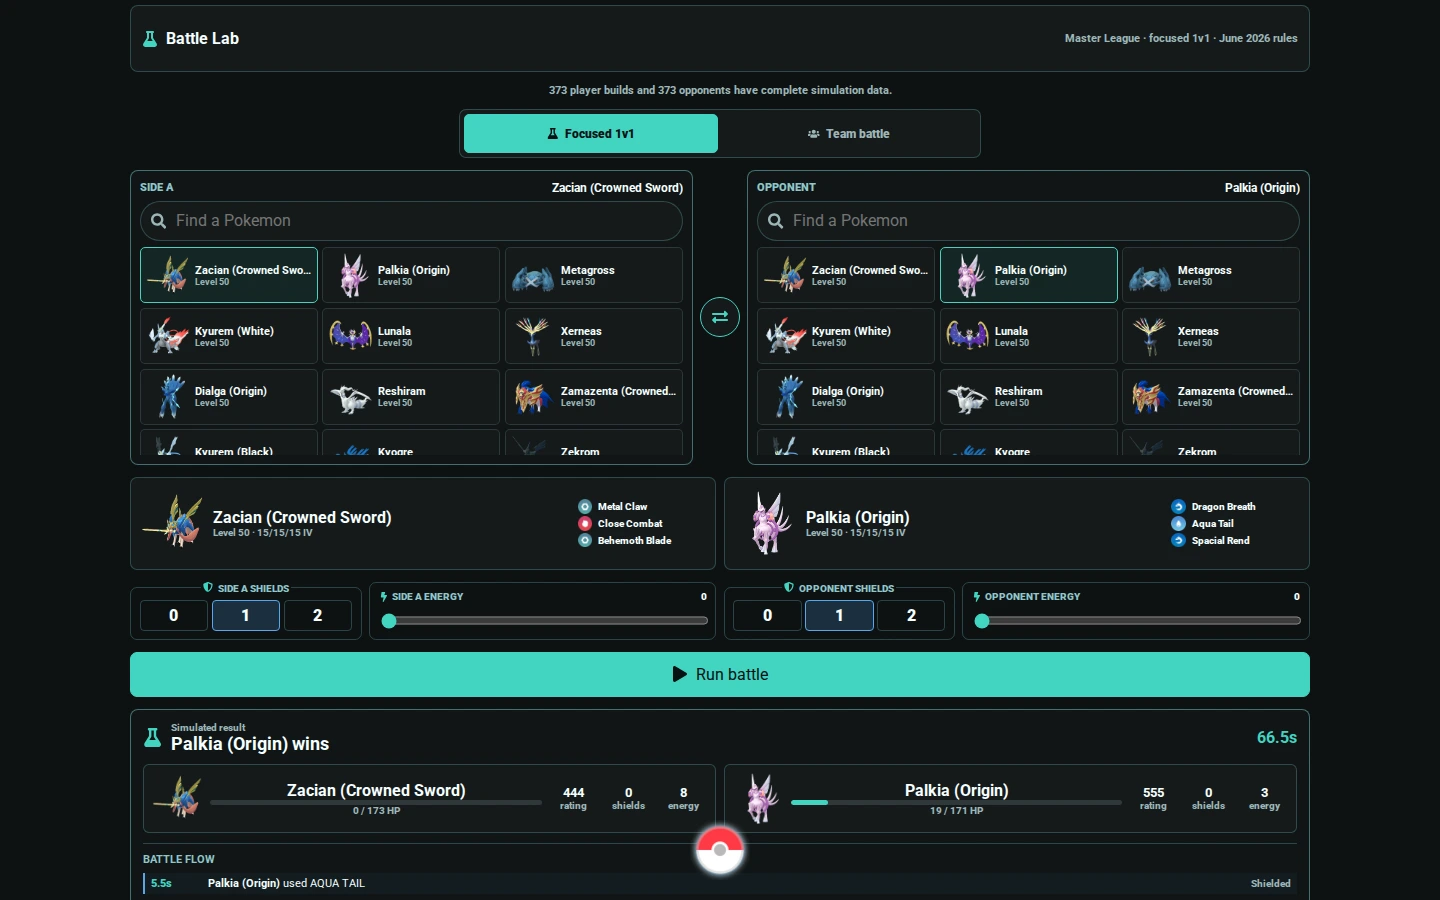 Battle Lab
Master League · focused 1v1 · June 2026 rules
373 player builds and 373 opponents have complete simulation data.
Focused 1v1
Team battle
SIDE A
Zacian (Crowned Sword)
Find a Pokemon
Zacian (Crowned Swo...
Level 50
Palkia (Origin)
Level 50
Metagross
Level 50
Kyurem (White)
Level 50
Lunala
Level 50
Xerneas
Level 50
Dialga (Origin)
Level 50
Reshiram
Level 50
Zamazenta (Crowned...
Level 50
Kyurem (Black)
Kyogre
Zekrom
OPPONENT
Palkia (Origin)
Find a Pokemon
Zacian (Crowned Swo...
Level 50
Palkia (Origin)
Level 50
Metagross
Level 50
Kyurem (White)
Level 50
Lunala
Level 50
Xerneas
Level 50
Dialga (Origin)
Level 50
Reshiram
Level 50
Zamazenta (Crowned...
Level 50
Kyurem (Black)
Kyogre
Zekrom
Zacian (Crowned Sword)
Level 50 · 15/15/15 IV
Metal Claw
Close Combat
Behemoth Blade
Palkia (Origin)
Level 50 · 15/15/15 IV
Dragon Breath
Aqua Tail
Spacial Rend
SIDE A SHIELDS
0 1 2
SIDE A ENERGY 0
OPPONENT SHIELDS
0 1 2
OPPONENT ENERGY 0
Run battle
Simulated result
Palkia (Origin) wins
66.5s
Zacian (Crowned Sword)
0 / 173 HP
444 0 8
rating shields energy
Palkia (Origin)
19 / 171 HP
555 0 3
rating shields energy
BATTLE FLOW
5.5s Palkia (Origin) used AQUA TAIL Shielded